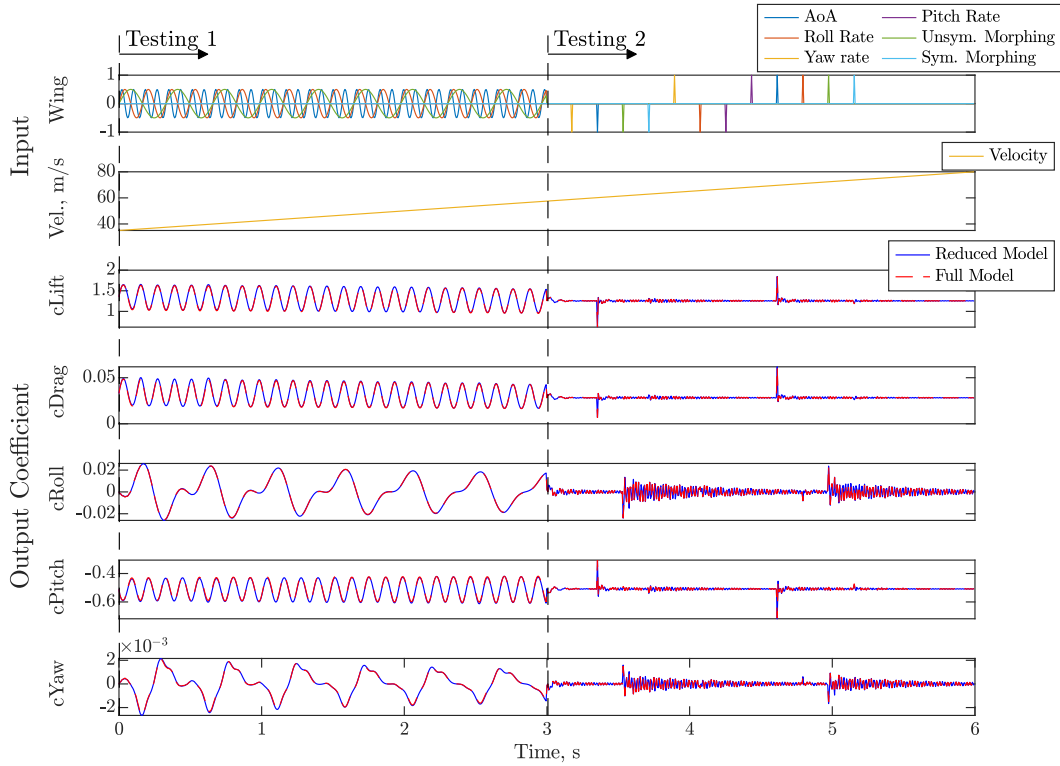 Testing 1
Testing 2
AoA
Roll Rate
Yaw rate
Pitch Rate
Unsym. Morphing
Sym. Morphing
Input
Wing
1
0
-1
Vel., m/s
80
60
40
Velocity
Output Coefficient
cLift
2
1.5
1
Reduced Model
Full Model
cDrag
0.05
0
cRoll
0.02
0
-0.02
cPitch
-0.4
-0.6
cYaw
×10⁻³
2
0
-2
0 1 2 3 4 5 6
Time, s